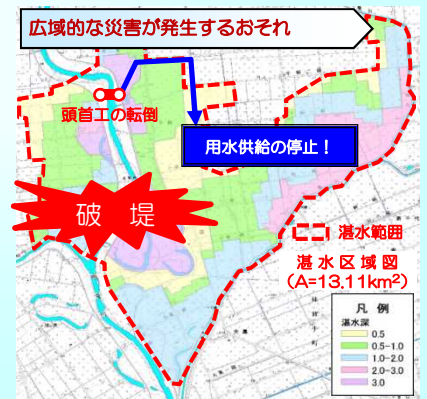 広域的な災害が発生するおそれ
頭首工の転倒
用水供給の停止！
破 堤
湛水範囲
湛水区域図
(A=13.11km²)
凡 例
湛水深
0.5
0.5-1.0
1.0-2.0
2.0-3.0
3.0